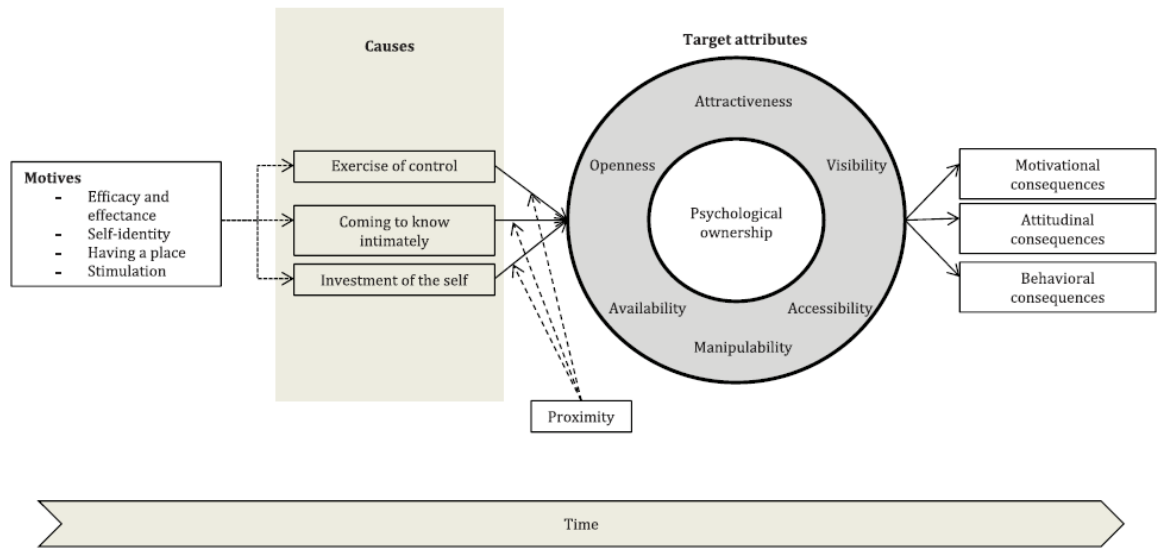 Causes
Target attributes
Motives
- Efficacy and
effectance
- Self-identity
- Having a place
- Stimulation
Exercise of control
Coming to know
intimately
Investment of the self
Attractiveness
Openness
Visibility
Psychological
ownership
Availability
Accessibility
Manipulability
Motivational
consequences
Attitudinal
consequences
Behavioral
consequences
Proximity
Time